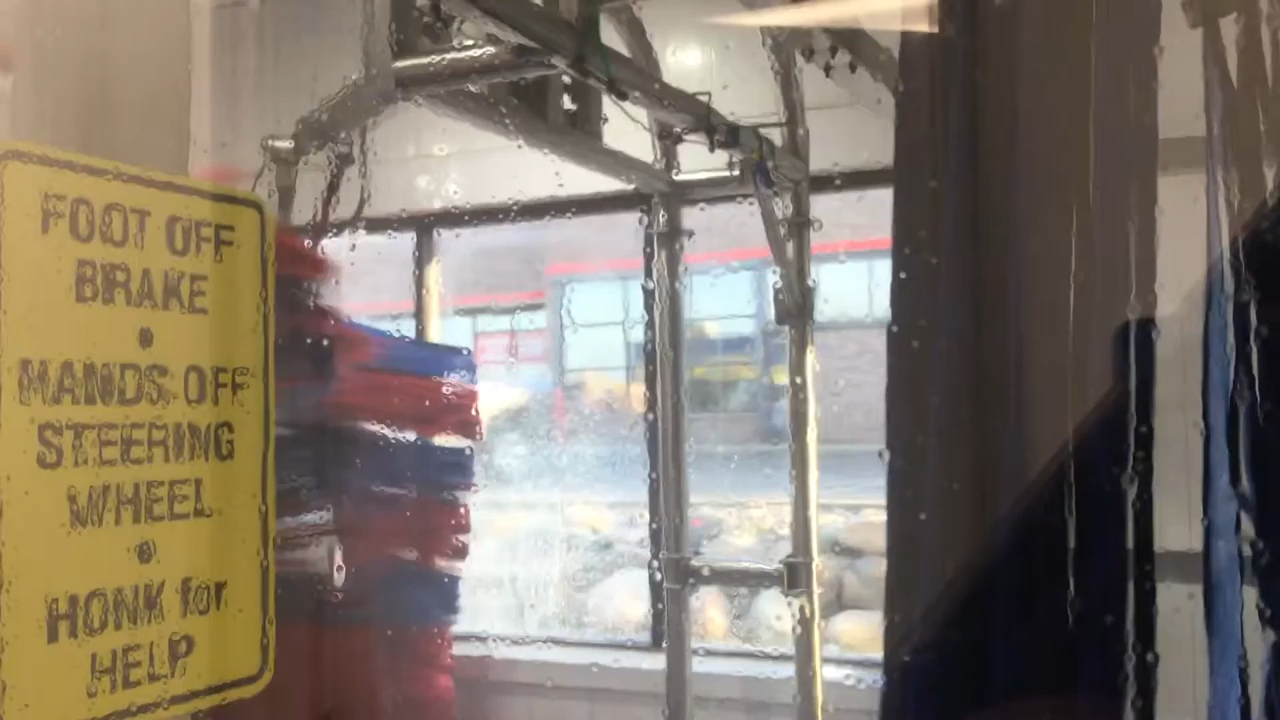 FOOT OFF
BRAKE
•
HANDS OFF
STEERING
WHEEL
•
HONK for
HELP